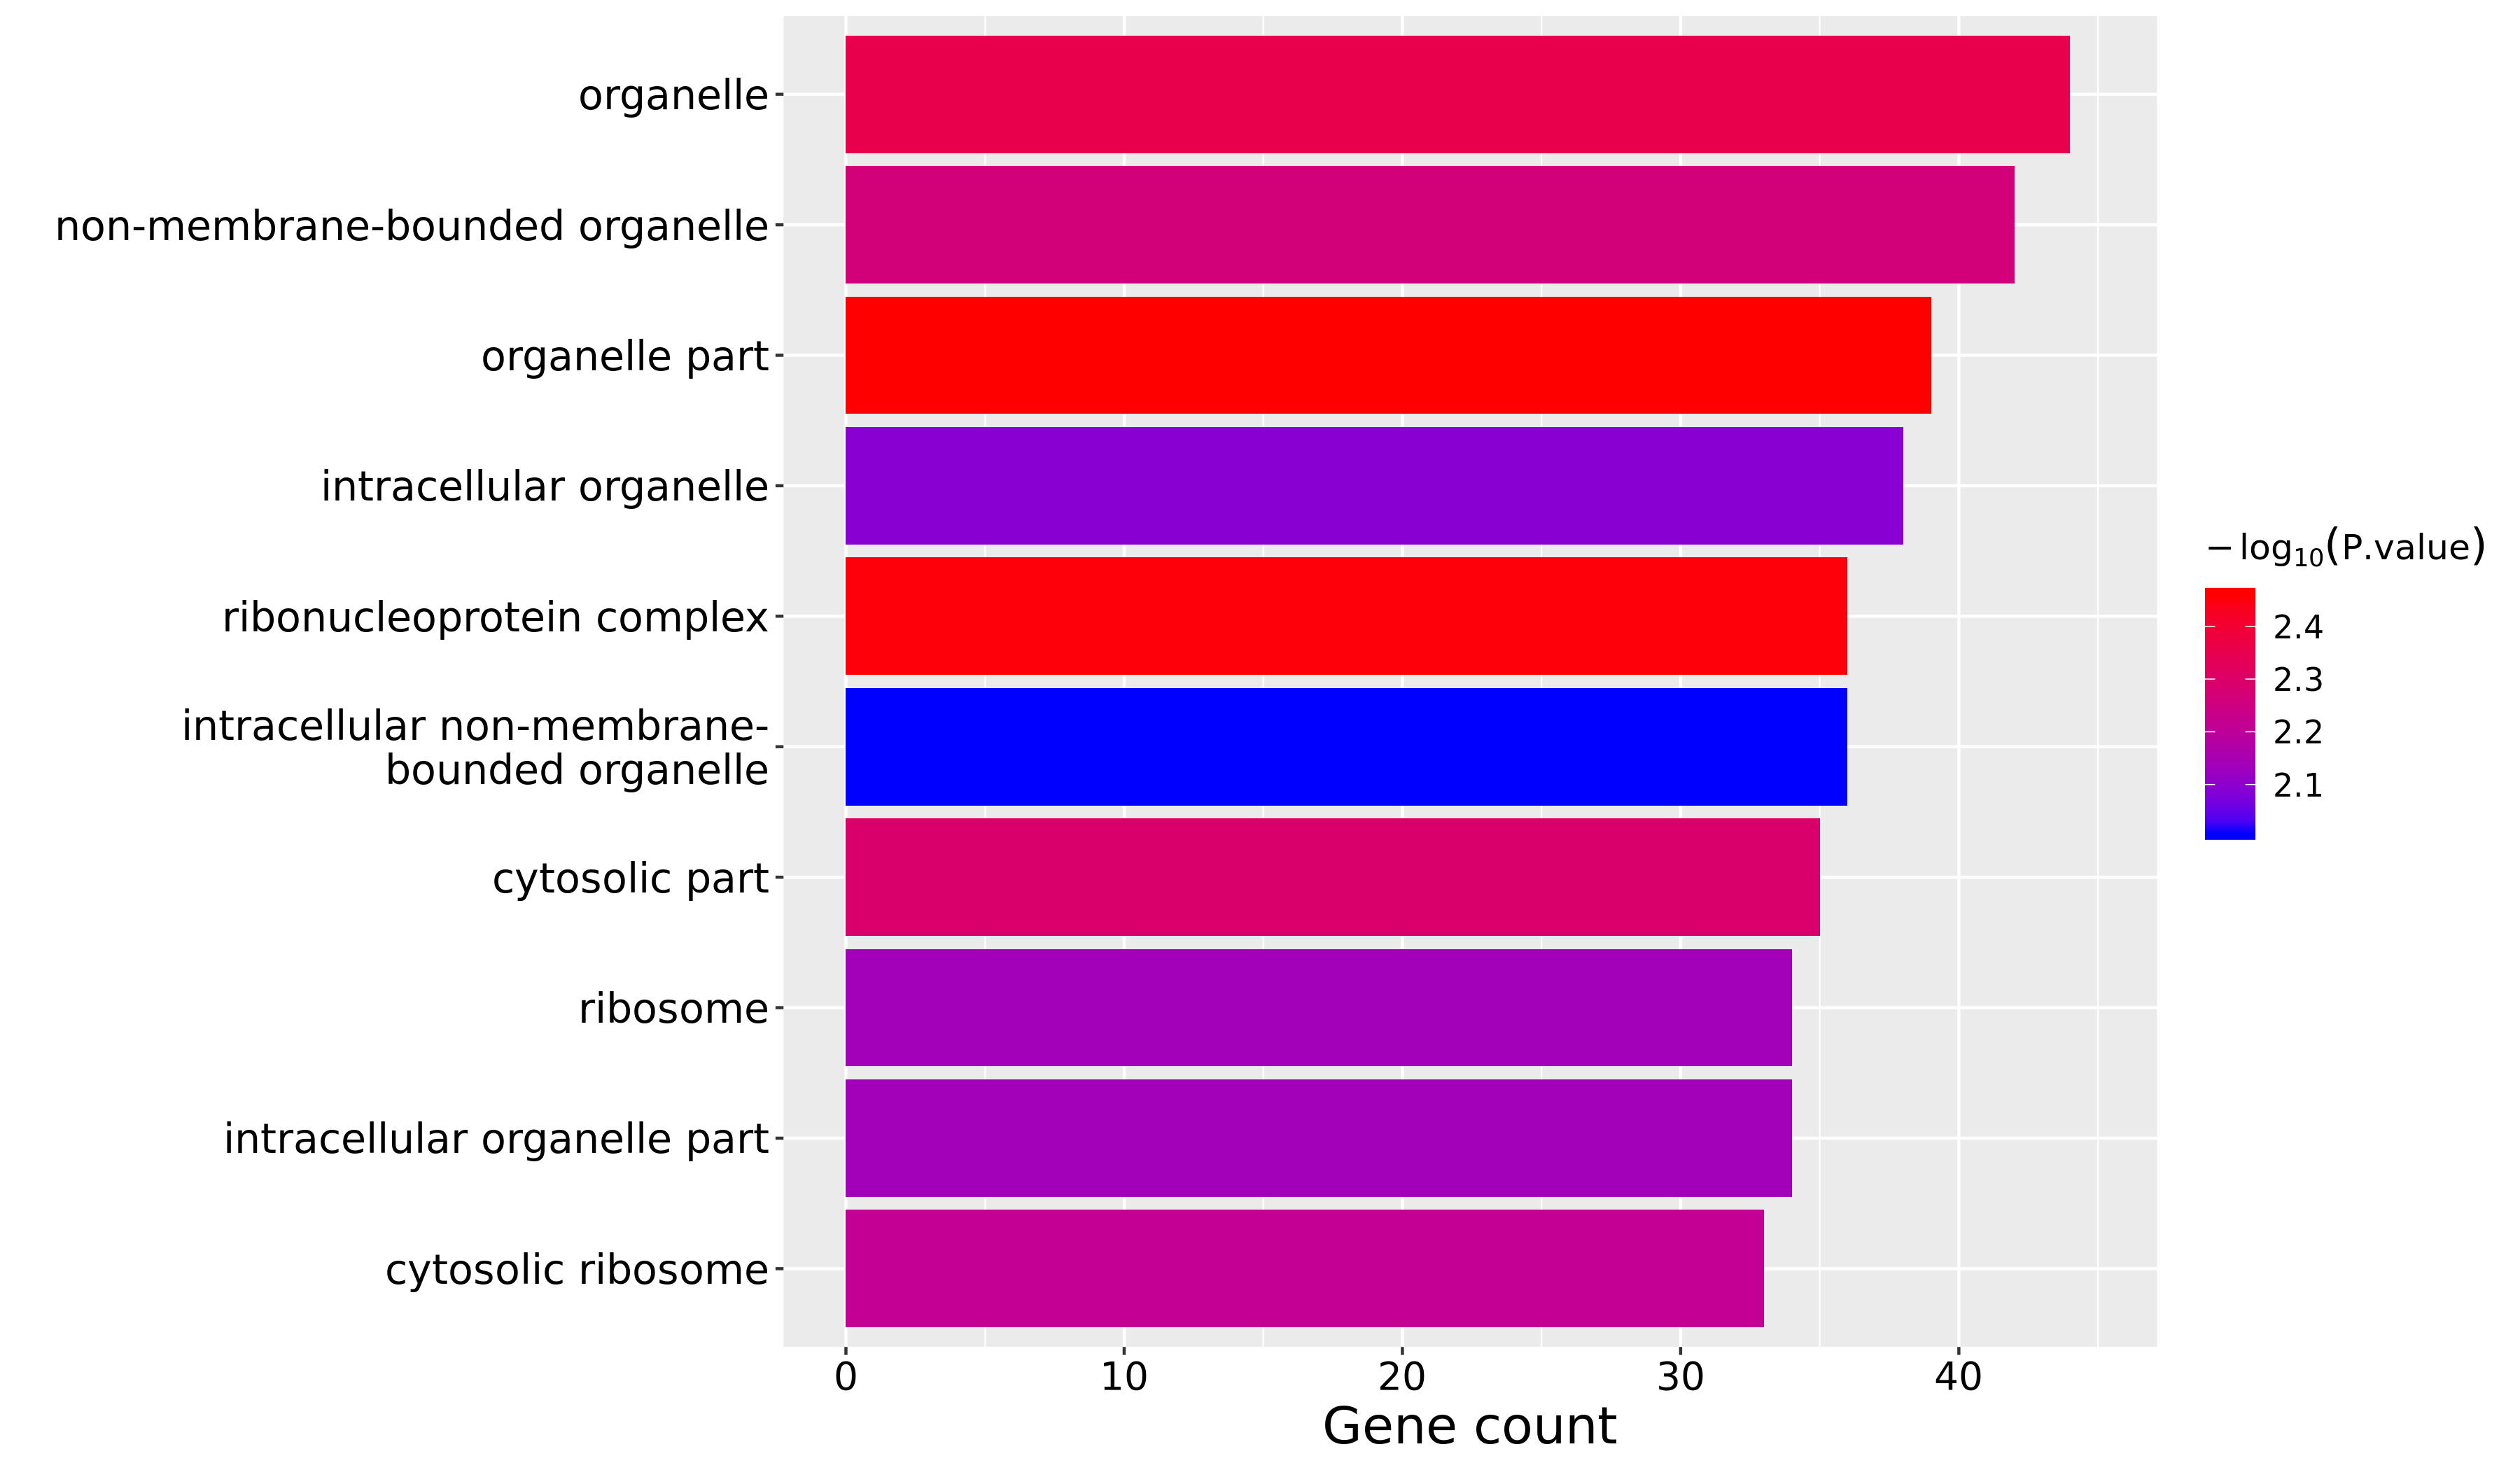 organelle
non-membrane-bounded organelle
organelle part
intracellular organelle
ribonucleoprotein complex
intracellular non-membrane-
bounded organelle
cytosolic part
ribosome
intracellular organelle part
cytosolic ribosome
0 10 20 30 40
Gene count
− log₁₀(P.value)
2.4
2.3
2.2
2.1